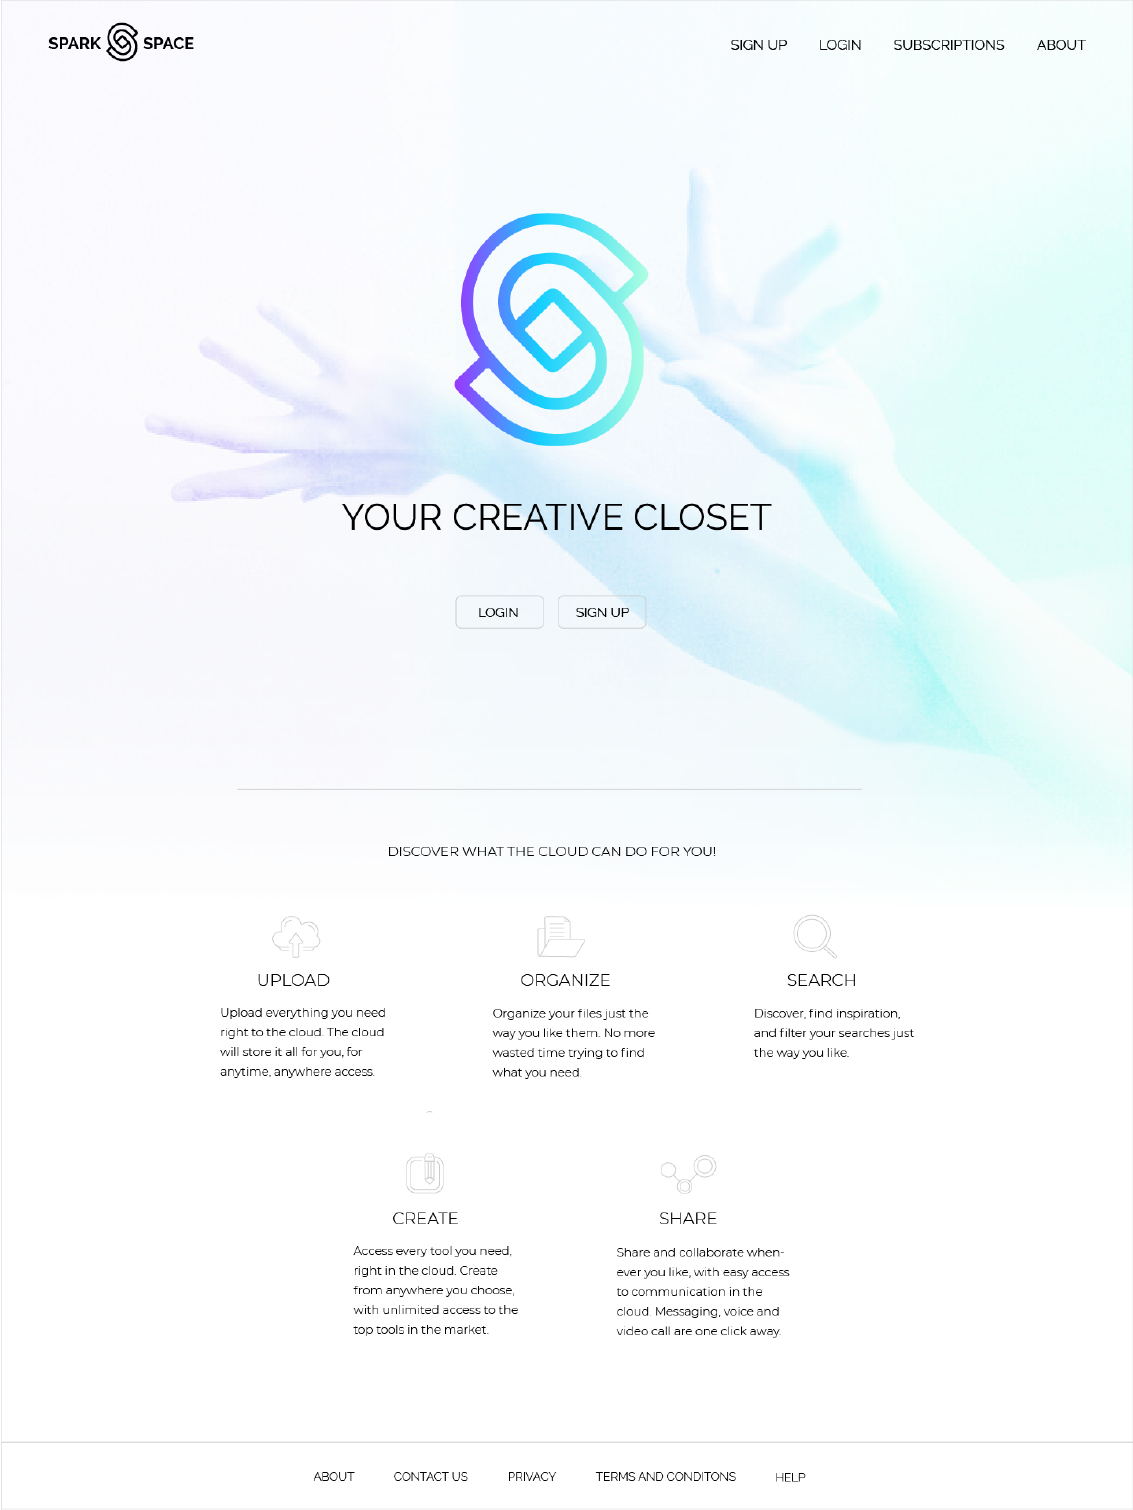 SPARK SPACE
SIGN UP LOGIN SUBSCRIPTIONS ABOUT
YOUR CREATIVE CLOSET
LOGIN SIGN UP
DISCOVER WHAT THE CLOUD CAN DO FOR YOU!
UPLOAD
Upload everything you need
right to the cloud. The cloud
will store it all for you, for
anytime, anywhere access.
ORGANIZE
Organize your files just the
way you like them. No more
wasted time trying to find
what you need.
SEARCH
Discover, find inspiration,
and filter your searches just
the way you like.
CREATE
Access every tool you need,
right in the cloud. Create
from anywhere you choose,
with unlimited access to the
top tools in the market.
SHARE
Share and collaborate when-
ever you like, with easy access
to communication in the
cloud. Messaging, voice and
video call are one click away.
ABOUT CONTACT US PRIVACY TERMS AND CONDITONS HELP